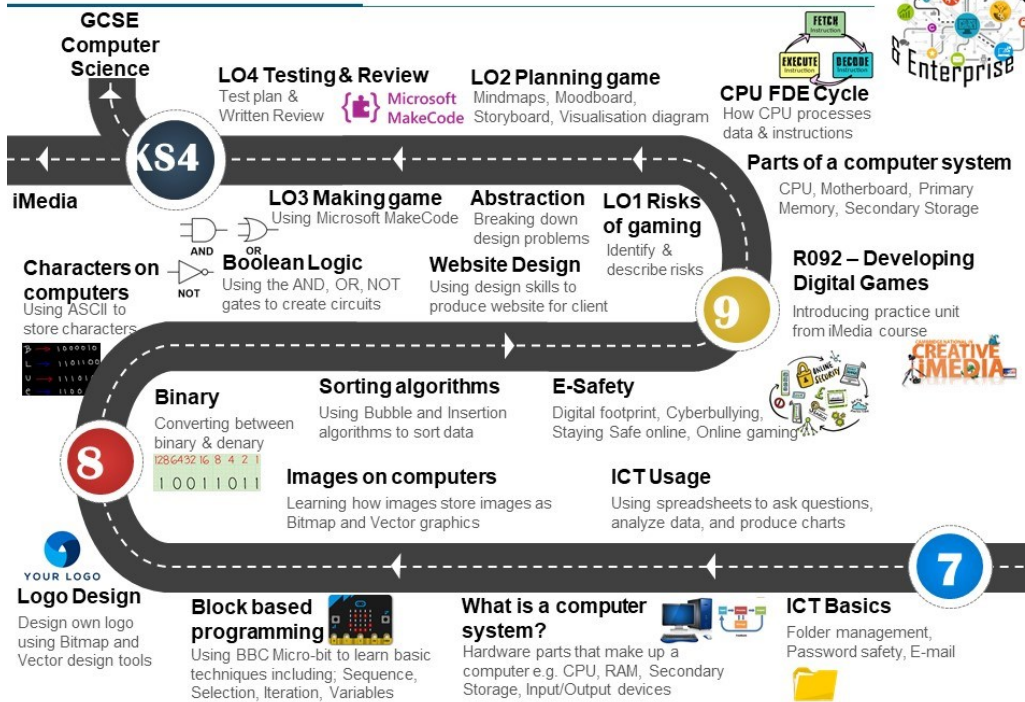 GCSE
Computer
Science
LO4 Testing & Review
Test plan &
Written Review
Microsoft
MakeCode
LO2 Planning game
Mindmaps, Moodboard,
Storyboard, Visualisation diagram
FETCH
Instruction
EXECUTE
Instruction
DECODE
Instruction
CPU FDE Cycle
How CPU processes
data & instructions
& Enterprise
KS4
Parts of a computer system
CPU, Motherboard, Primary
Memory, Secondary Storage
iMedia
LO3 Making game
Using Microsoft MakeCode
Abstraction
Breaking down
design problems
LO1 Risks
of gaming
Identify &
describe risks
AND
OR
NOT
Boolean Logic
Using the AND, OR, NOT
gates to create circuits
Website Design
Using design skills to
produce website for client
R092 – Developing
Digital Games
Introducing practice unit
from iMedia course
CREATIVE
iMEDIA
Characters on
computers
Using ASCII to
store characters
B → 1000010
L → 1101100
U → 111010
9
Binary
Converting between
binary & denary
128 64 32 16 8 4 2 1
1 0 0 1 1 0 1 1
Sorting algorithms
Using Bubble and Insertion
algorithms to sort data
E-Safety
Digital footprint, Cyberbullying,
Staying Safe online, Online gaming
ONLINE
SECURITY
8
Images on computers
Learning how images store images as
Bitmap and Vector graphics
ICT Usage
Using spreadsheets to ask questions,
analyze data, and produce charts
7
YOUR LOGO
Logo Design
Design own logo
using Bitmap and
Vector design tools
Block based
programming
Using BBC Micro-bit to learn basic
techniques including; Sequence,
Selection, Iteration, Variables
What is a computer
system?
Hardware parts that make up a
computer e.g. CPU, RAM, Secondary
Storage, Input/Output devices
ICT Basics
Folder management,
Password safety, E-mail